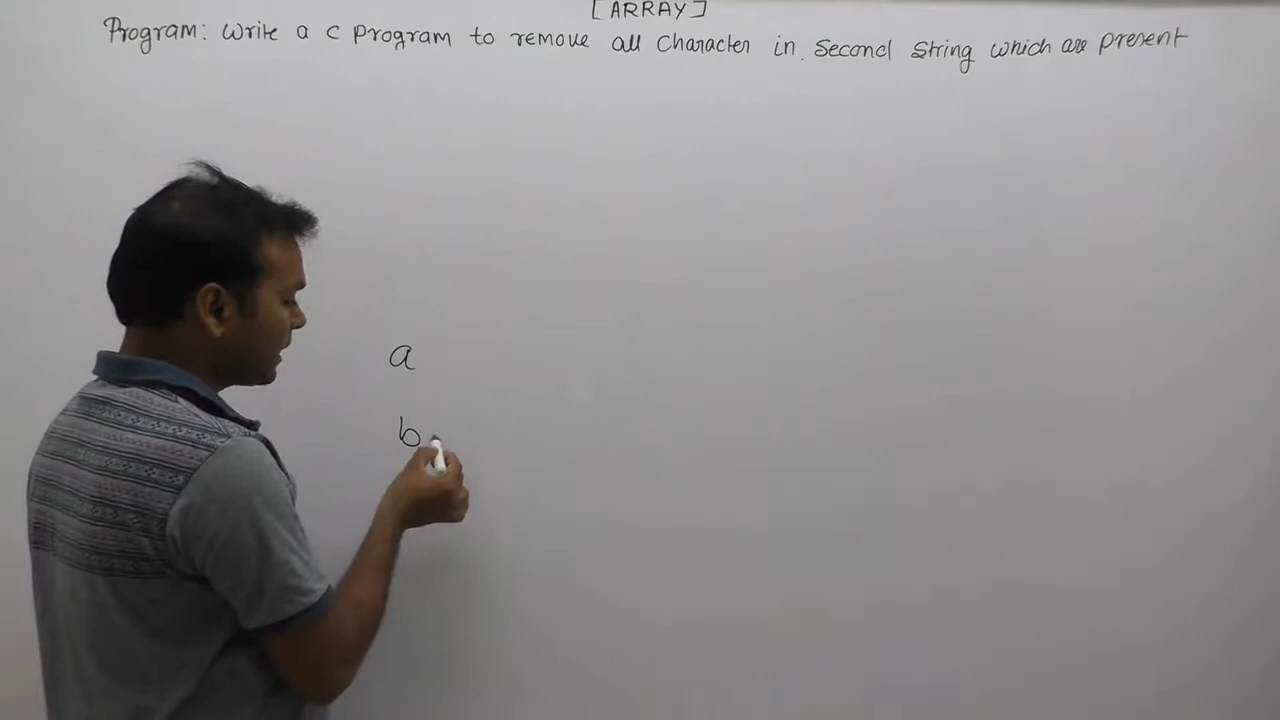 [ARRAY]
Program: Write a C Program to remove all Character in Second String which are present
a
b